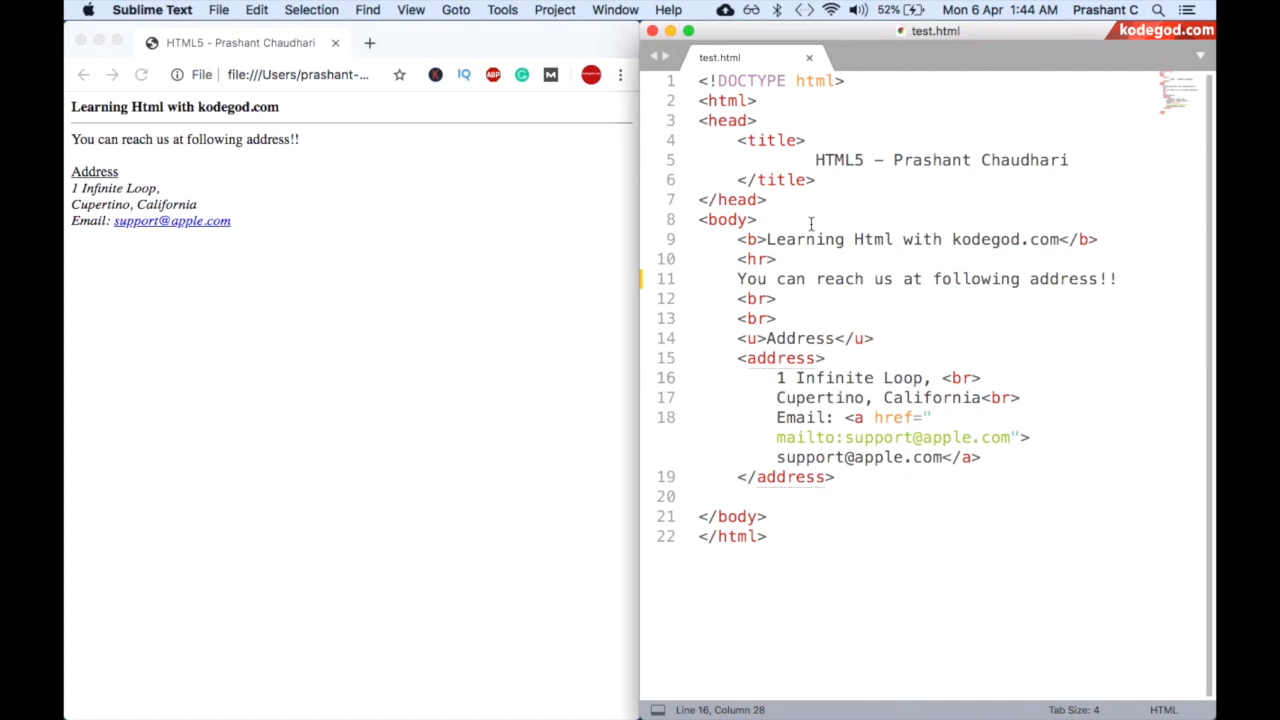 Sublime Text File Edit Selection Find View Goto Tools Project Window Help 52% Mon 6 Apr 1:44 AM Prashant C
HTML5 - Prashant Chaudhari
File file:///Users/prashant-...
IQ ABP
Learning Html with kodegod.com
You can reach us at following address!!
Address
1 Infinite Loop,
Cupertino, California
Email: support@apple.com
test.html
kodegod.com
test.html
1 <!DOCTYPE html>
2 <html>
3 <head>
4 <title>
5 HTML5 - Prashant Chaudhari
6 </title>
7 </head>
8 <body>
9 <b>Learning Html with kodegod.com</b>
10 <hr>
11 You can reach us at following address!!
12 <br>
13 <br>
14 <u>Address</u>
15 <address>
16 1 Infinite Loop, <br>
17 Cupertino, California<br>
18 Email: <a href="
mailto:support@apple.com">
support@apple.com</a>
19 </address>
20
21 </body>
22 </html>
Line 16, Column 28 Tab Size: 4 HTML